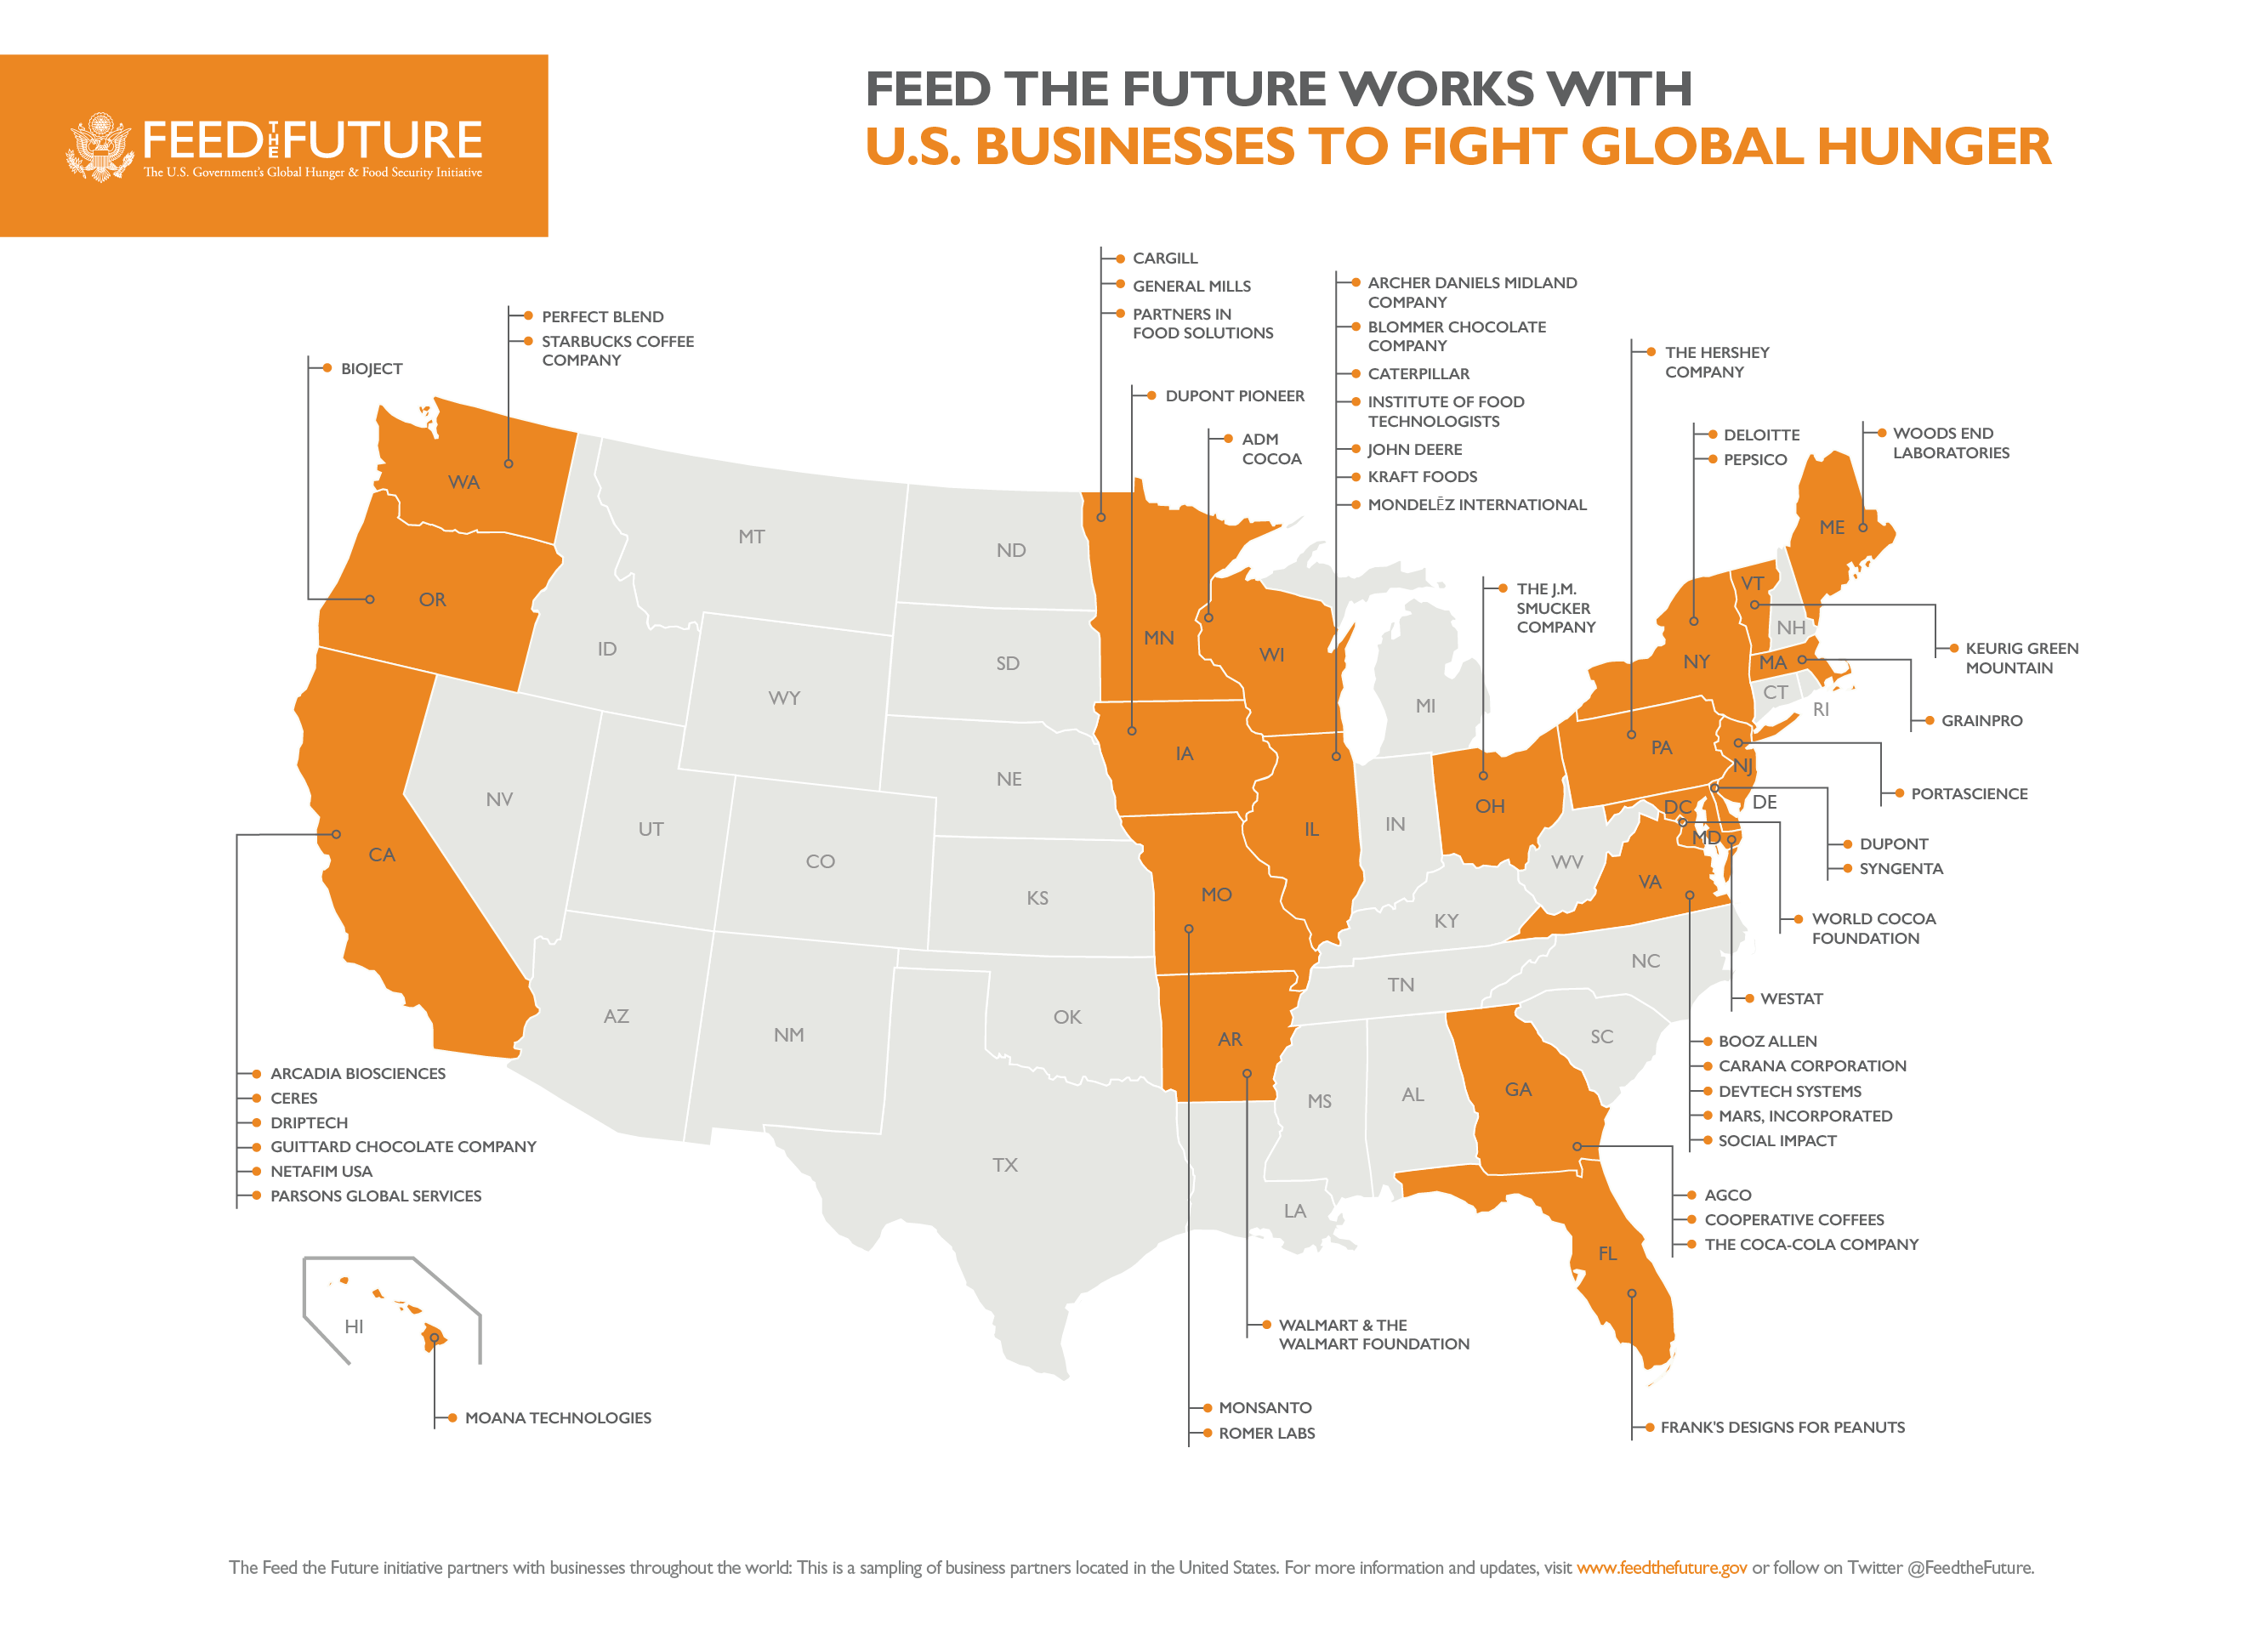 FEED THE FUTURE
The U.S. Government's Global Hunger & Food Security Initiative
FEED THE FUTURE WORKS WITH
U.S. BUSINESSES TO FIGHT GLOBAL HUNGER
BIOJECT
PERFECT BLEND
STARBUCKS COFFEE
COMPANY
CARGILL
GENERAL MILLS
PARTNERS IN
FOOD SOLUTIONS
DUPONT PIONEER
ADM
COCOA
ARCHER DANIELS MIDLAND
COMPANY
BLOMMER CHOCOLATE
COMPANY
CATERPILLAR
INSTITUTE OF FOOD
TECHNOLOGISTS
JOHN DEERE
KRAFT FOODS
MONDELĒZ INTERNATIONAL
THE J.M.
SMUCKER
COMPANY
THE HERSHEY
COMPANY
DELOITTE
PEPSICO
WOODS END
LABORATORIES
KEURIG GREEN
MOUNTAIN
GRAINPRO
PORTASCIENCE
DUPONT
SYNGENTA
WORLD COCOA
FOUNDATION
WESTAT
BOOZ ALLEN
CARANA CORPORATION
DEVTECH SYSTEMS
MARS, INCORPORATED
SOCIAL IMPACT
AGCO
COOPERATIVE COFFEES
THE COCA-COLA COMPANY
FRANK'S DESIGNS FOR PEANUTS
WALMART & THE
WALMART FOUNDATION
MONSANTO
ROMER LABS
ARCADIA BIOSCIENCES
CERES
DRIPTECH
GUITTARD CHOCOLATE COMPANY
NETAFIM USA
PARSONS GLOBAL SERVICES
MOANA TECHNOLOGIES
WA
OR
CA
ID
NV
MT
WY
UT
AZ
CO
NM
ND
SD
NE
KS
OK
TX
MN
IA
MO
AR
LA
WI
IL
MI
IN
OH
KY
TN
MS
AL
GA
FL
SC
NC
VA
WV
PA
NY
VT
NH
ME
MA
CT
RI
NJ
DE
DC
MD
HI
The Feed the Future initiative partners with businesses throughout the world: This is a sampling of business partners located in the United States. For more information and updates, visit www.feedthefuture.gov or follow on Twitter @FeedtheFuture.